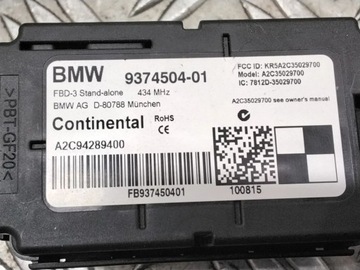 BMW 9374504-01
FBD-3 Stand-alone 434 MHz
BMW AG D-80788 München
FCC ID: KR5A2C35029700
Model: A2C35029700
IC: 7812D-35029700
A2C35029700 see owner's manual
Continental RoHS
CE
A2C94289400
FB937450401
100815
>PBT-GF20<